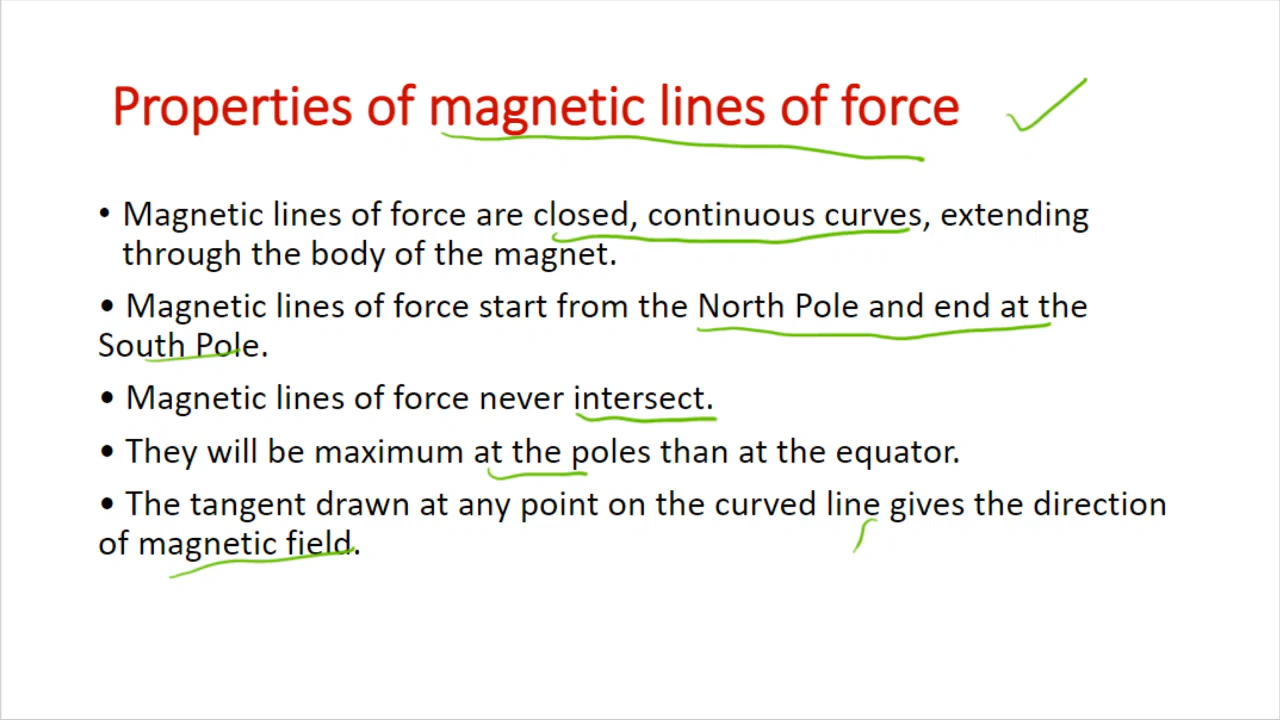 Properties of magnetic lines of force
• Magnetic lines of force are closed, continuous curves, extending
through the body of the magnet.
• Magnetic lines of force start from the North Pole and end at the
South Pole.
• Magnetic lines of force never intersect.
• They will be maximum at the poles than at the equator.
• The tangent drawn at any point on the curved line gives the direction
of magnetic field.